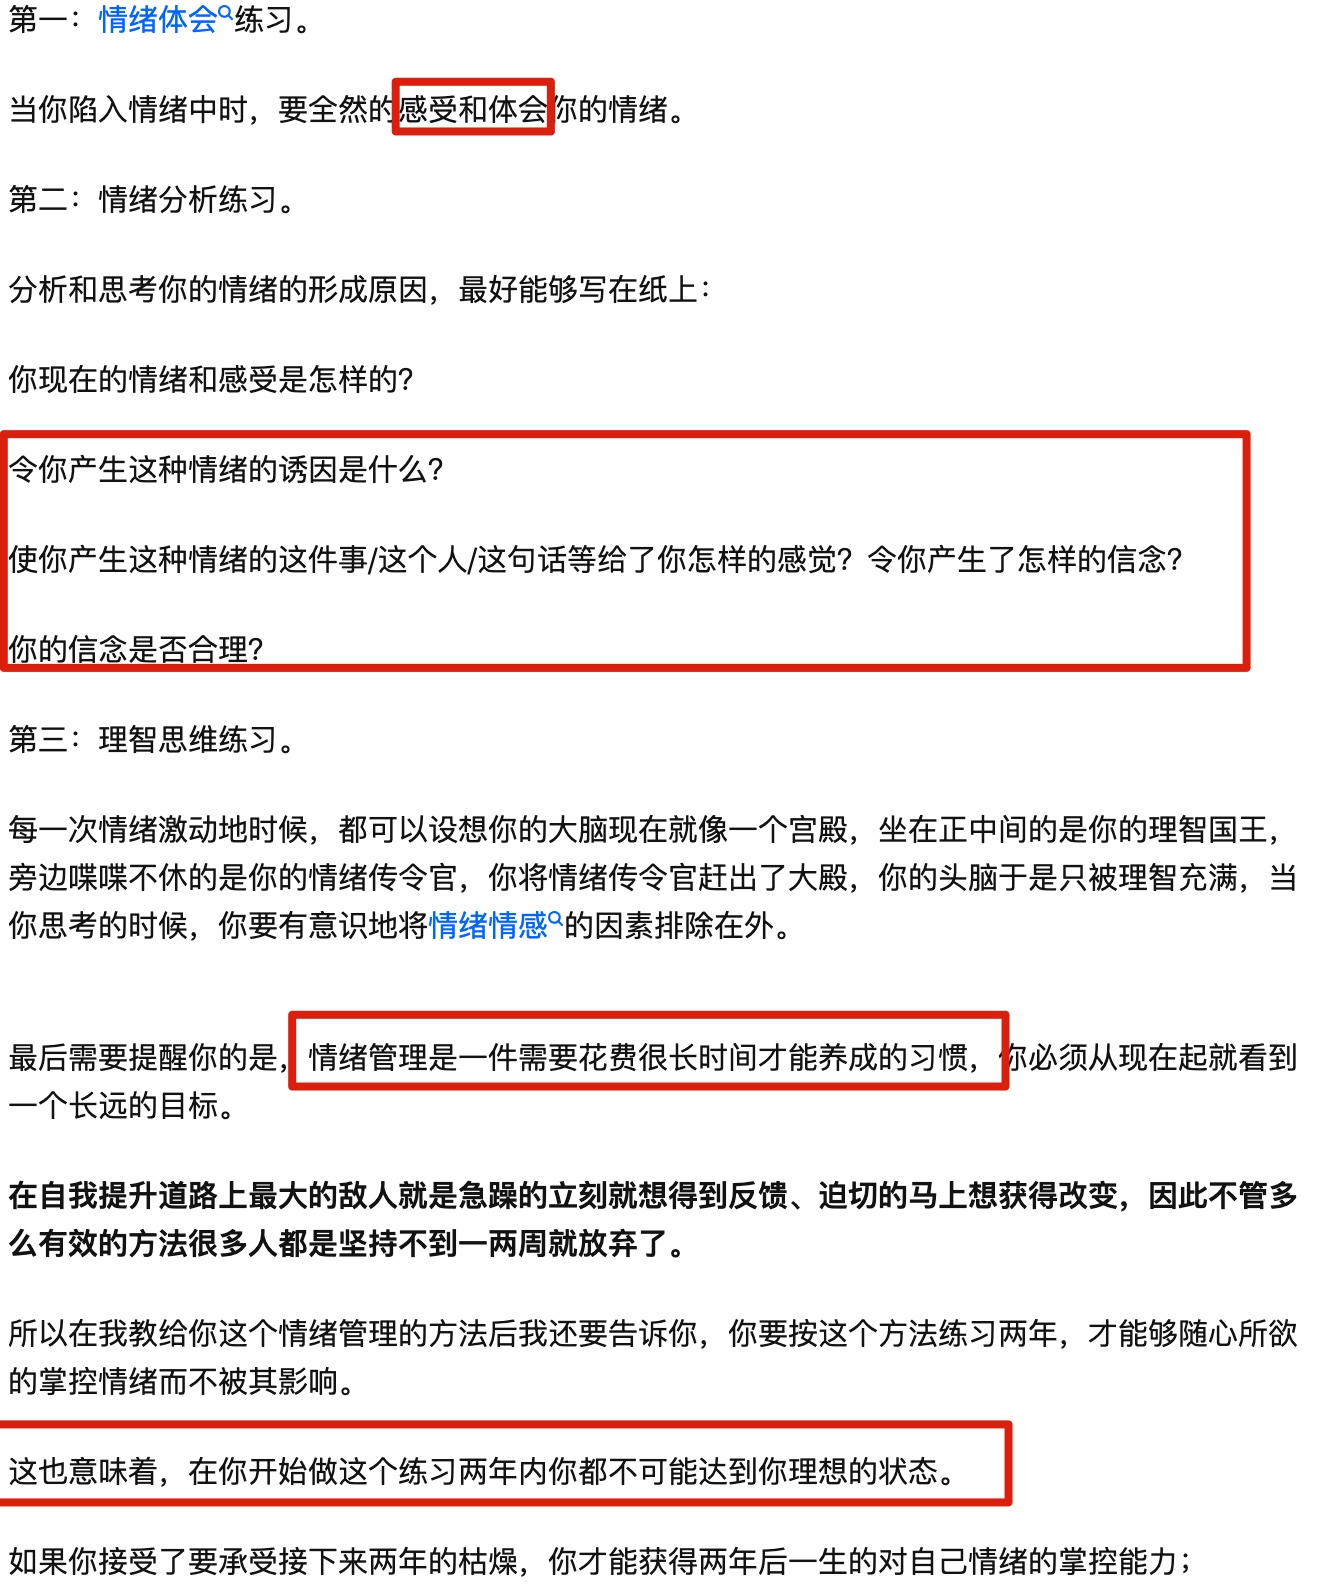 第一：情绪体会练习。
当你陷入情绪中时，要全然的感受和体会你的情绪。
第二：情绪分析练习。
分析和思考你的情绪的形成原因，最好能够写在纸上：
你现在的情绪和感受是怎样的？
令你产生这种情绪的诱因是什么？
使你产生这种情绪的这件事/这个人/这句话等给了你怎样的感觉？令你产生了怎样的信念？
你的信念是否合理？
第三：理智思维练习。
每一次情绪激动地时候，都可以设想你的大脑现在就像一个宫殿，坐在正中间的是你的理智国王，
旁边喋喋不休的是你的情绪传令官，你将情绪传令官赶出了大殿，你的头脑于是只被理智充满，当
你思考的时候，你要有意识地将情绪情感的因素排除在外。
最后需要提醒你的是，情绪管理是一件需要花费很长时间才能养成的习惯，你必须从现在起就看到
一个长远的目标。
在自我提升道路上最大的敌人就是急躁的立刻就想得到反馈、迫切的马上想获得改变，因此不管多
么有效的方法很多人都是坚持不到一两周就放弃了。
所以在我教给你这个情绪管理的方法后我还要告诉你，你要按这个方法练习两年，才能够随心所欲
的掌控情绪而不被其影响。
这也意味着，在你开始做这个练习两年内你都不可能达到你理想的状态。
如果你接受了要承受接下来两年的枯燥，你才能获得两年后一生的对自己情绪的掌控能力；